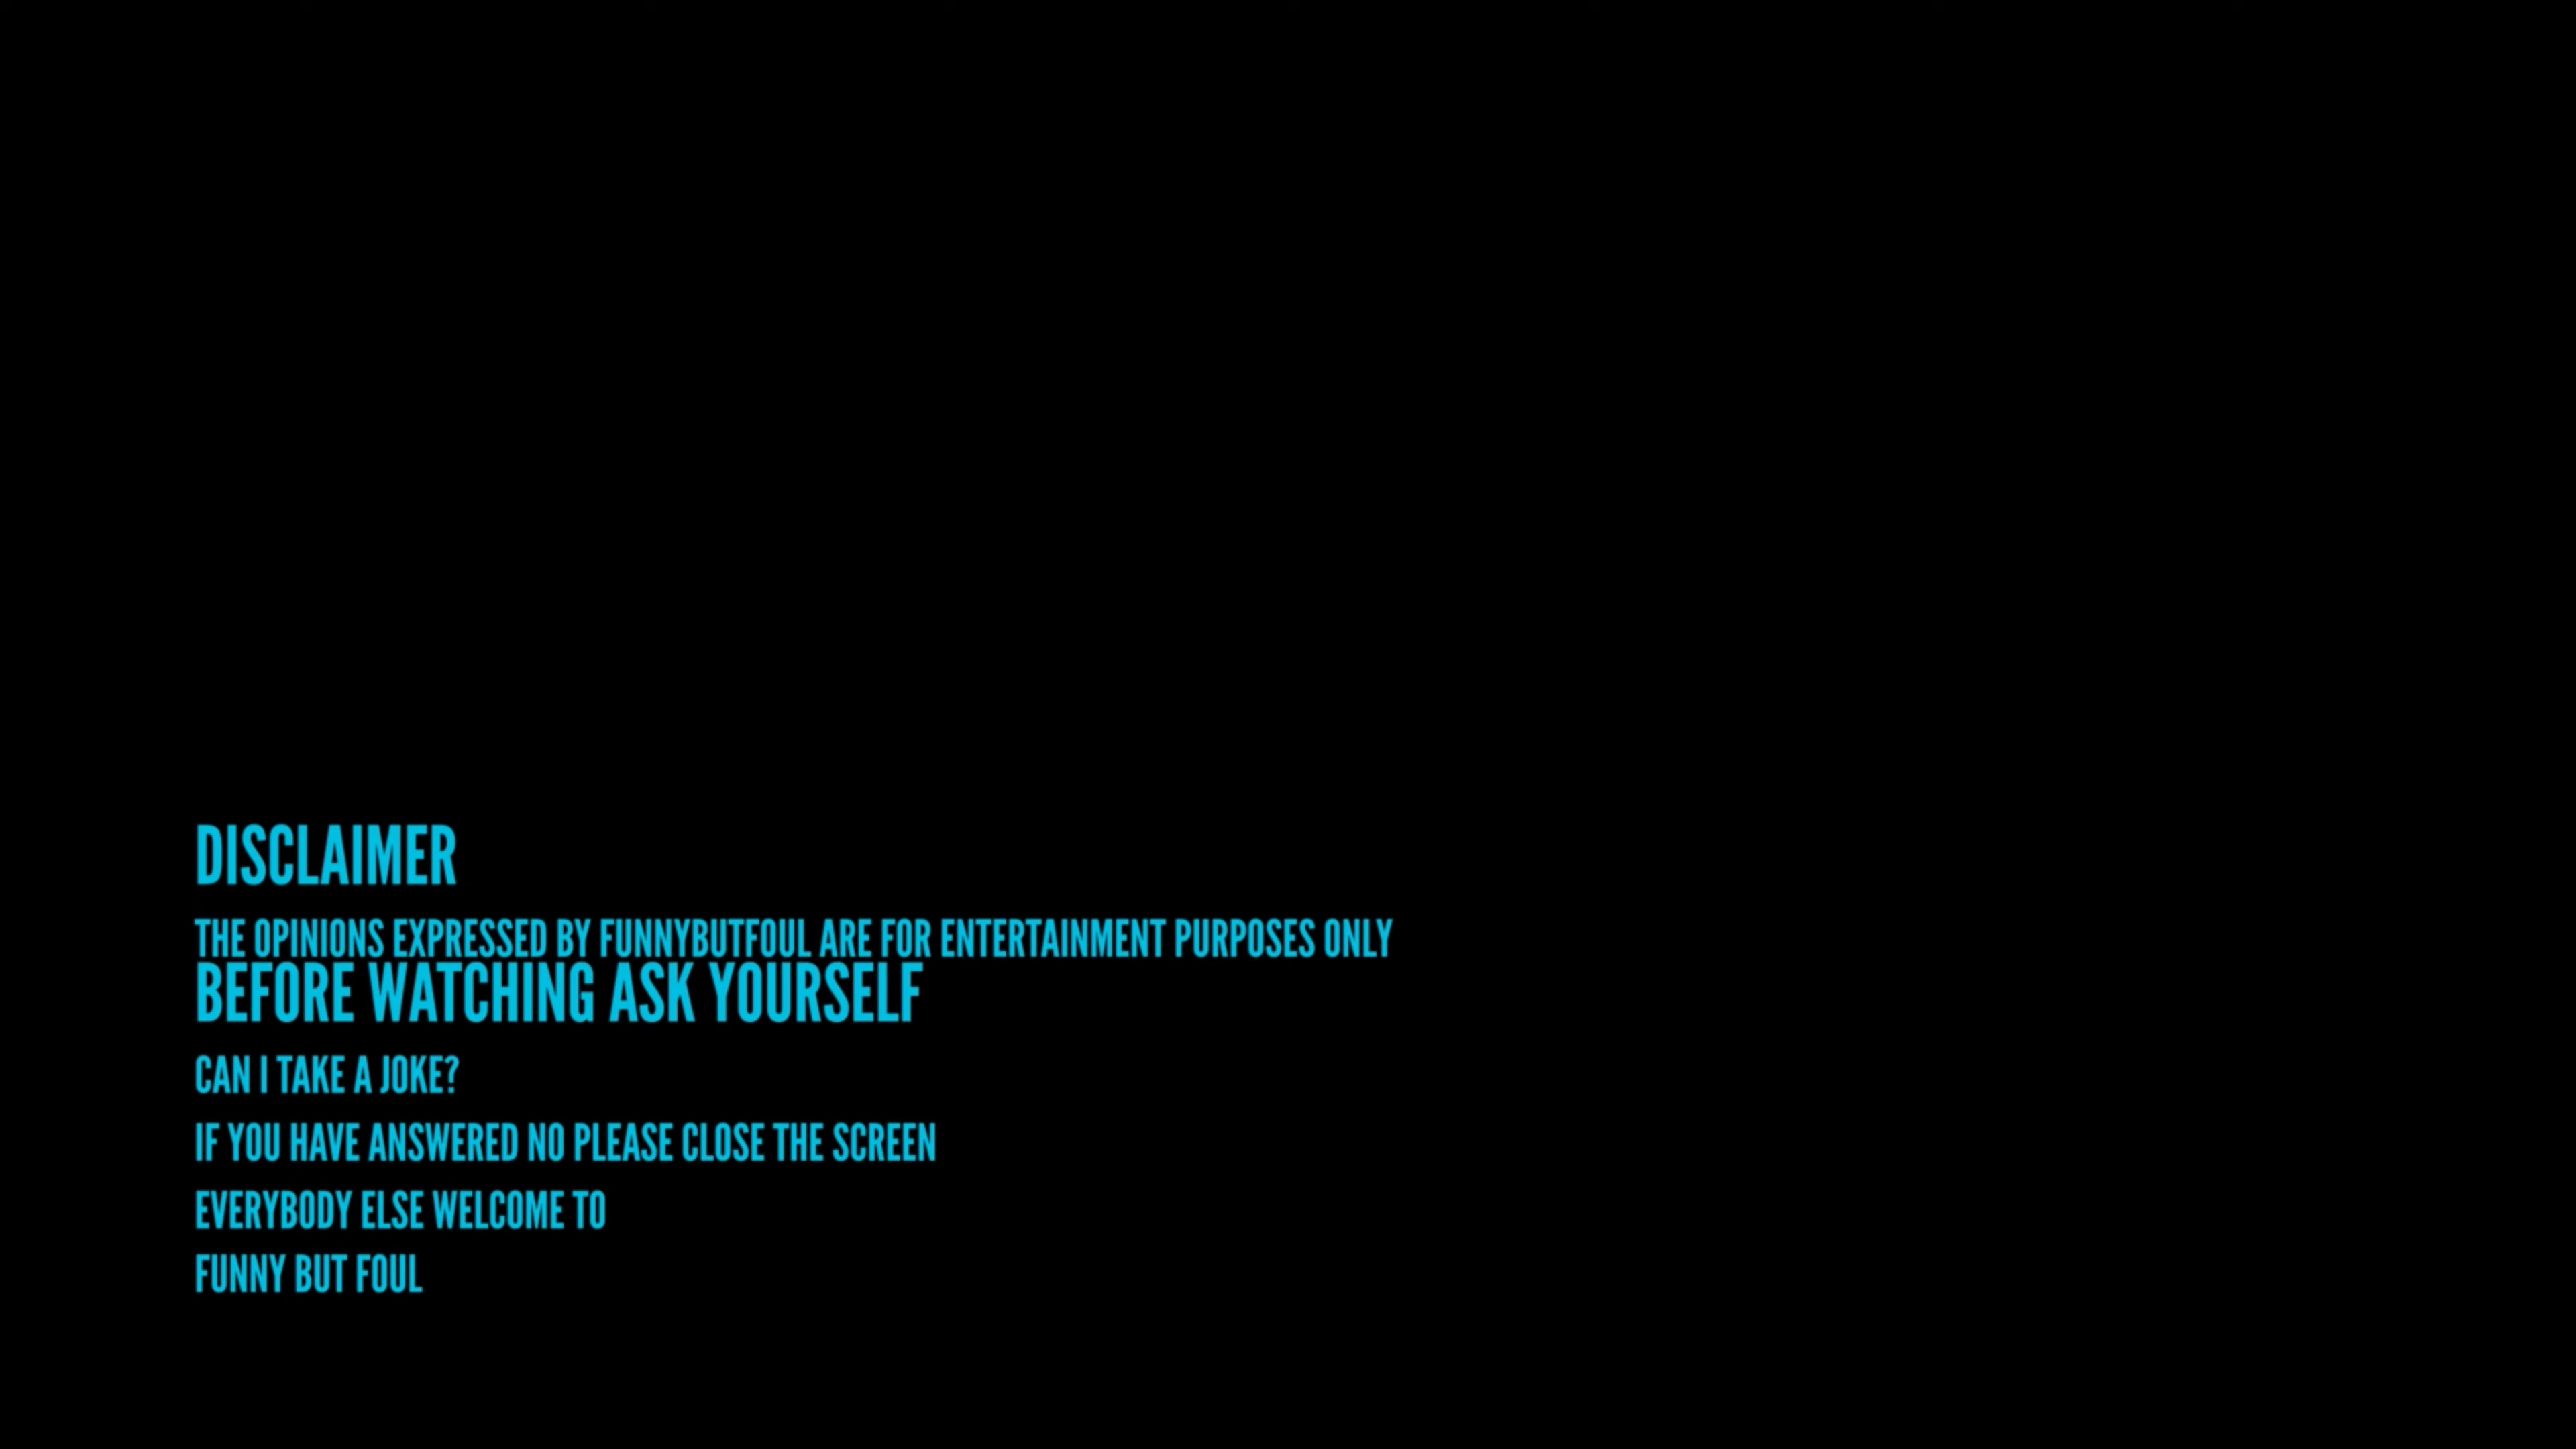 DISCLAIMER
THE OPINIONS EXPRESSED BY FUNNYBUTFOUL ARE FOR ENTERTAINMENT PURPOSES ONLY
BEFORE WATCHING ASK YOURSELF
CAN I TAKE A JOKE?
IF YOU HAVE ANSWERED NO PLEASE CLOSE THE SCREEN
EVERYBODY ELSE WELCOME TO
FUNNY BUT FOUL